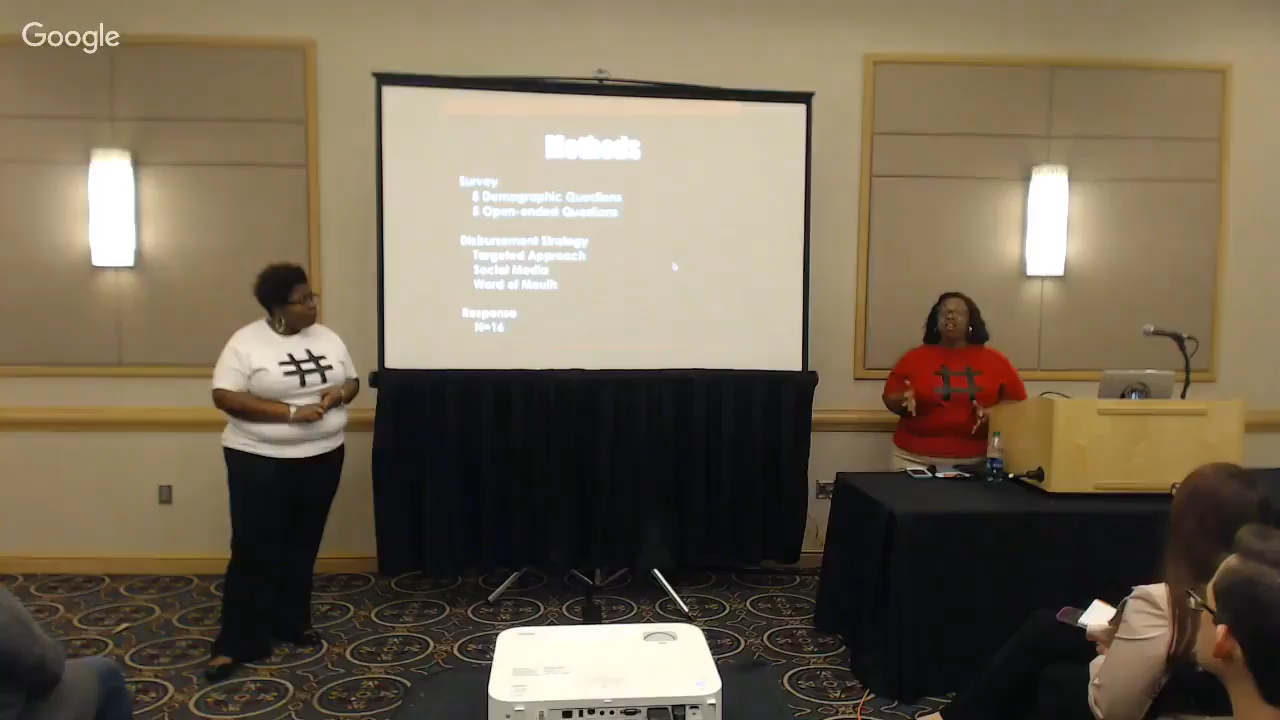 Google
Methods
Survey
5 Demographic Questions
5 Open-ended Questions
Disbursement Strategy
Targeted Approach
Social Media
Word of Mouth
Response
N=16
#
#